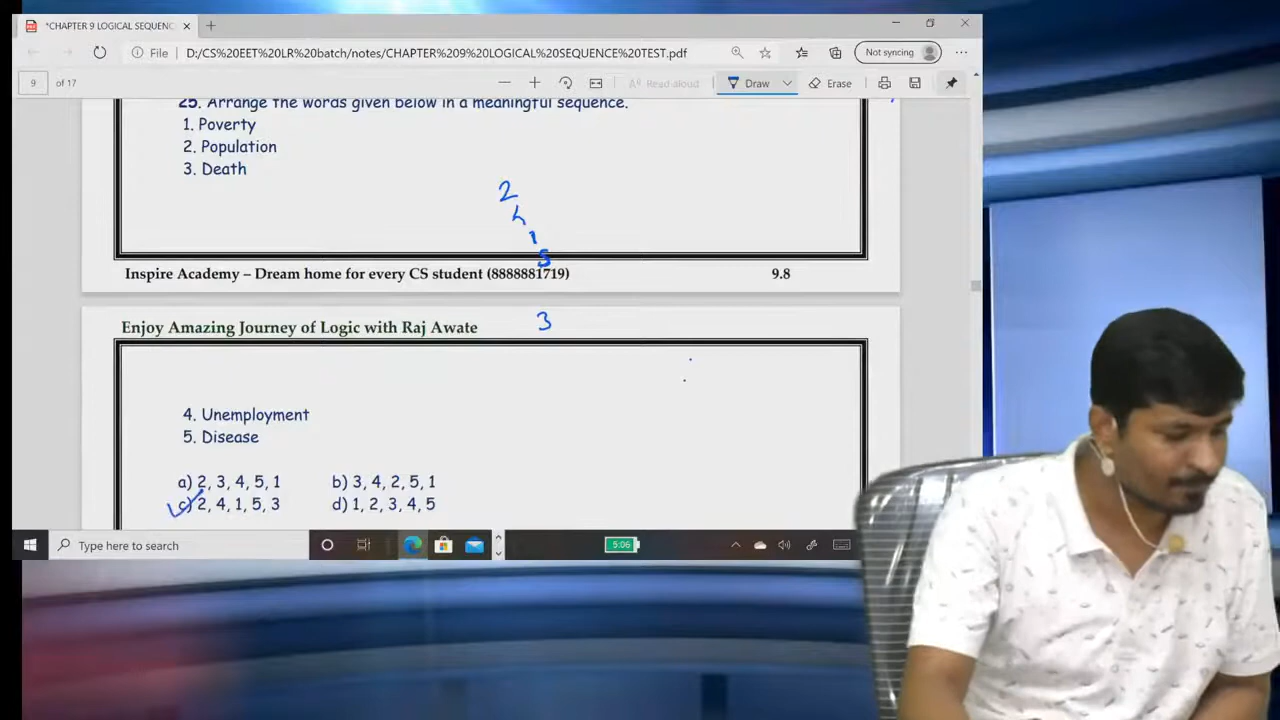 *CHAPTER 9 LOGICAL SEQUENC
File D:/CS%20EET%20LR%20batch/notes/CHAPTER%209%20LOGICAL%20SEQUENCE%20TEST.pdf Not syncing
9 of 17 Read aloud Draw Erase
25. Arrange the words given below in a meaningful sequence.
1. Poverty
2. Population
3. Death
2
4
1
5
Inspire Academy – Dream home for every CS student (8888881719) 9.8
Enjoy Amazing Journey of Logic with Raj Awate
3
4. Unemployment
5. Disease
a) 2, 3, 4, 5, 1 b) 3, 4, 2, 5, 1
c) 2, 4, 1, 5, 3 d) 1, 2, 3, 4, 5
Type here to search 5:06